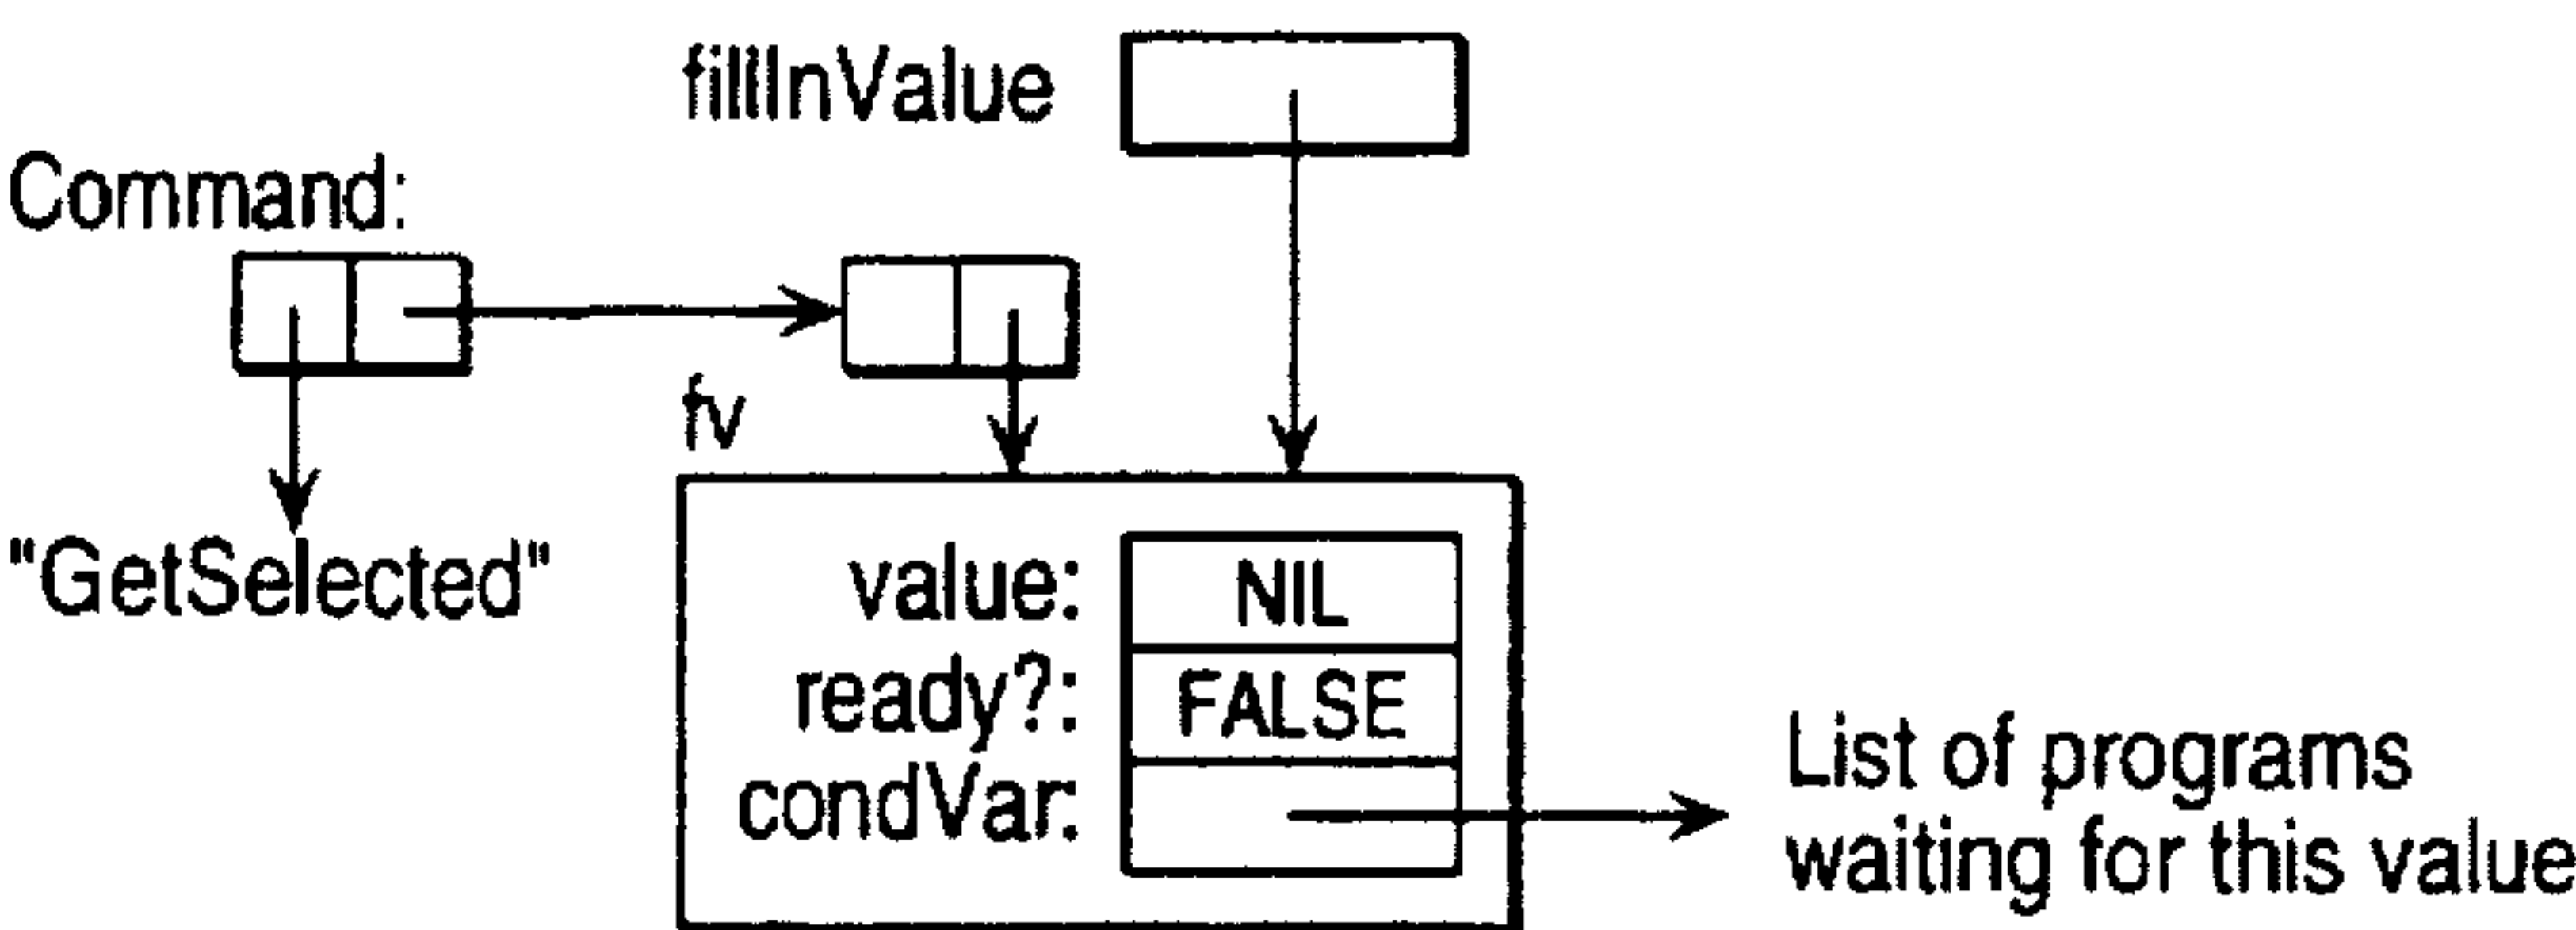 fillInValue
Command:
fv
"GetSelected"
value:
NIL
ready?:
FALSE
condVar:
List of programs
waiting for this value